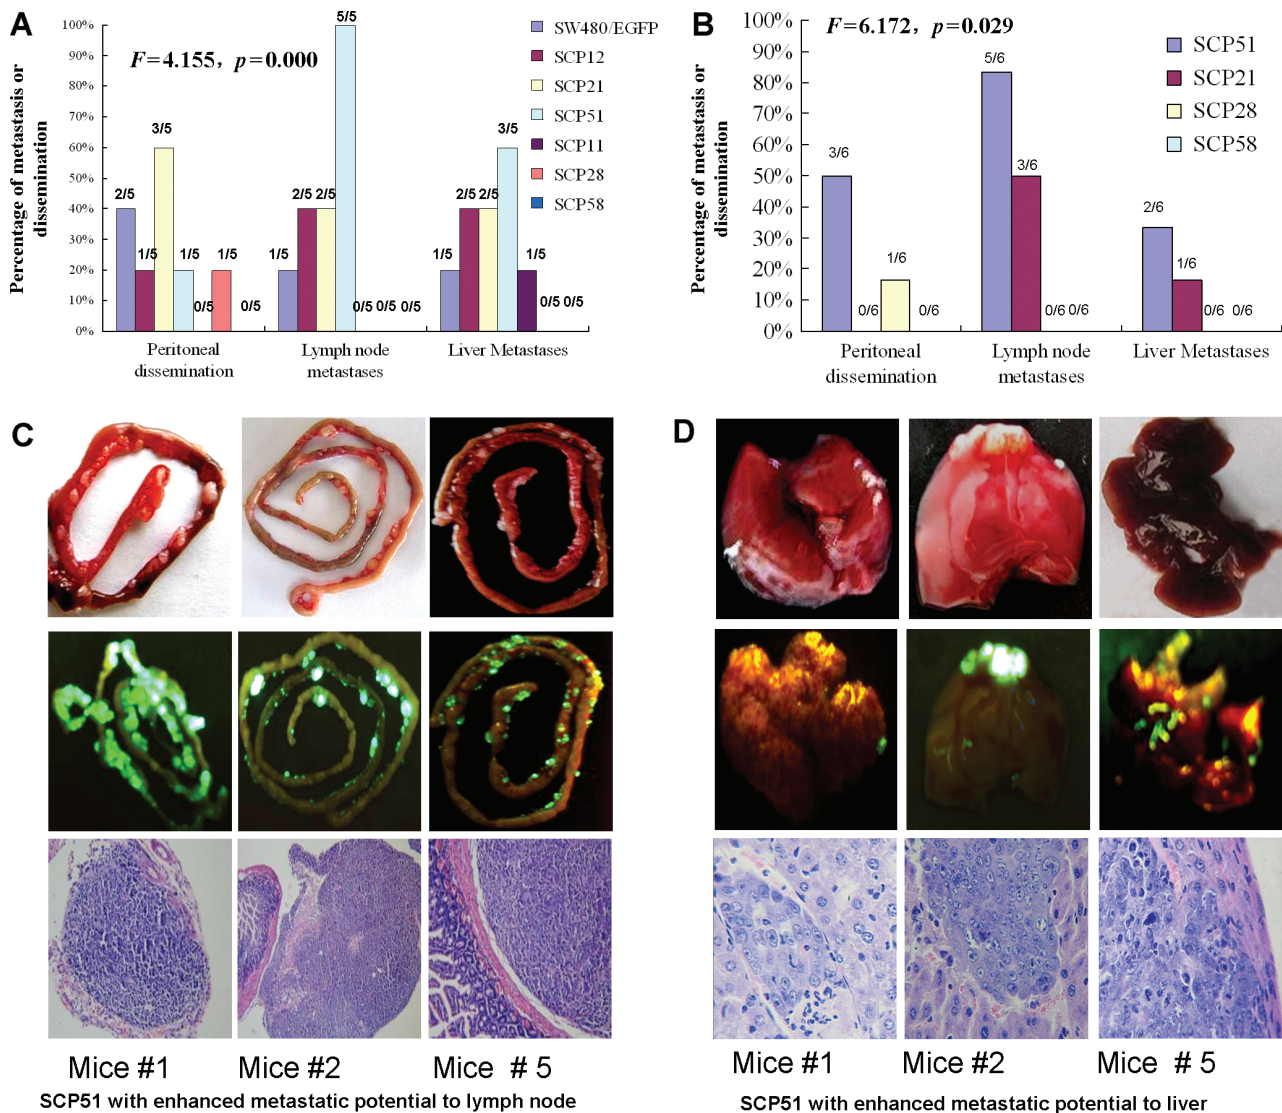 A
F=4.155, p=0.000
Percentage of metastasis or
dissemination
100%
90%
80%
70%
60%
50%
40%
30%
20%
10%
0%
2/5
1/5
3/5
1/5
0/5
1/5
0/5
1/5
2/5
2/5
5/5
0/5
0/5
0/5
1/5
2/5
2/5
3/5
1/5
0/5
0/5
Peritoneal
dissemination
Lymph node
metastases
Liver Metastases
SW480/EGFP
SCP12
SCP21
SCP51
SCP11
SCP28
SCP58
B
F=6.172, p=0.029
Percentage of metastasis or
dissemination
100%
90%
80%
70%
60%
50%
40%
30%
20%
10%
0%
3/6
0/6
1/6
0/6
5/6
3/6
0/6
0/6
2/6
1/6
0/6
0/6
Peritoneal
dissemination
Lymph node
metastases
Liver Metastases
SCP51
SCP21
SCP28
SCP58
C
Mice #1
Mice #2
Mice # 5
SCP51 with enhanced metastatic potential to lymph node
D
Mice #1
Mice #2
Mice # 5
SCP51 with enhanced metastatic potential to liver